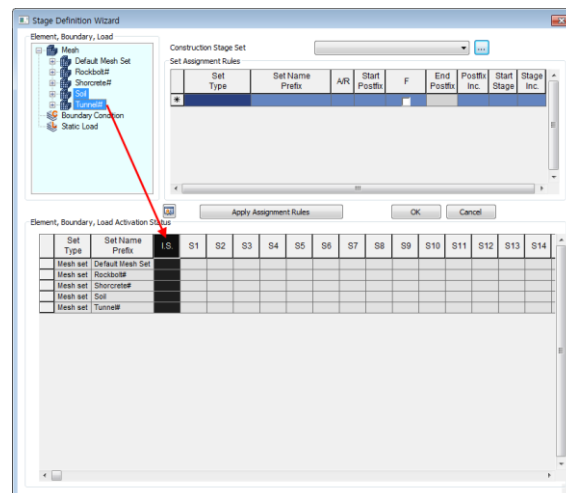 Stage Definition Wizard
Element, Boundary, Load
Mesh
Default Mesh Set
Rockbolt#
Shorcrete#
Soil
Tunnel#
Boundary Condition
Static Load
Construction Stage Set
...
Set Assignment Rules
Set Type Set Name Prefix A/R Start Postfix F End Postfix Postfix Inc. Start Stage Stage Inc.
Apply Assignment Rules OK Cancel
Element, Boundary, Load Activation Status
Set Type Set Name Prefix I.S. S1 S2 S3 S4 S5 S6 S7 S8 S9 S10 S11 S12 S13 S14
Mesh set Default Mesh Set
Mesh set Rockbolt#
Mesh set Shorcrete#
Mesh set Soil
Mesh set Tunnel#